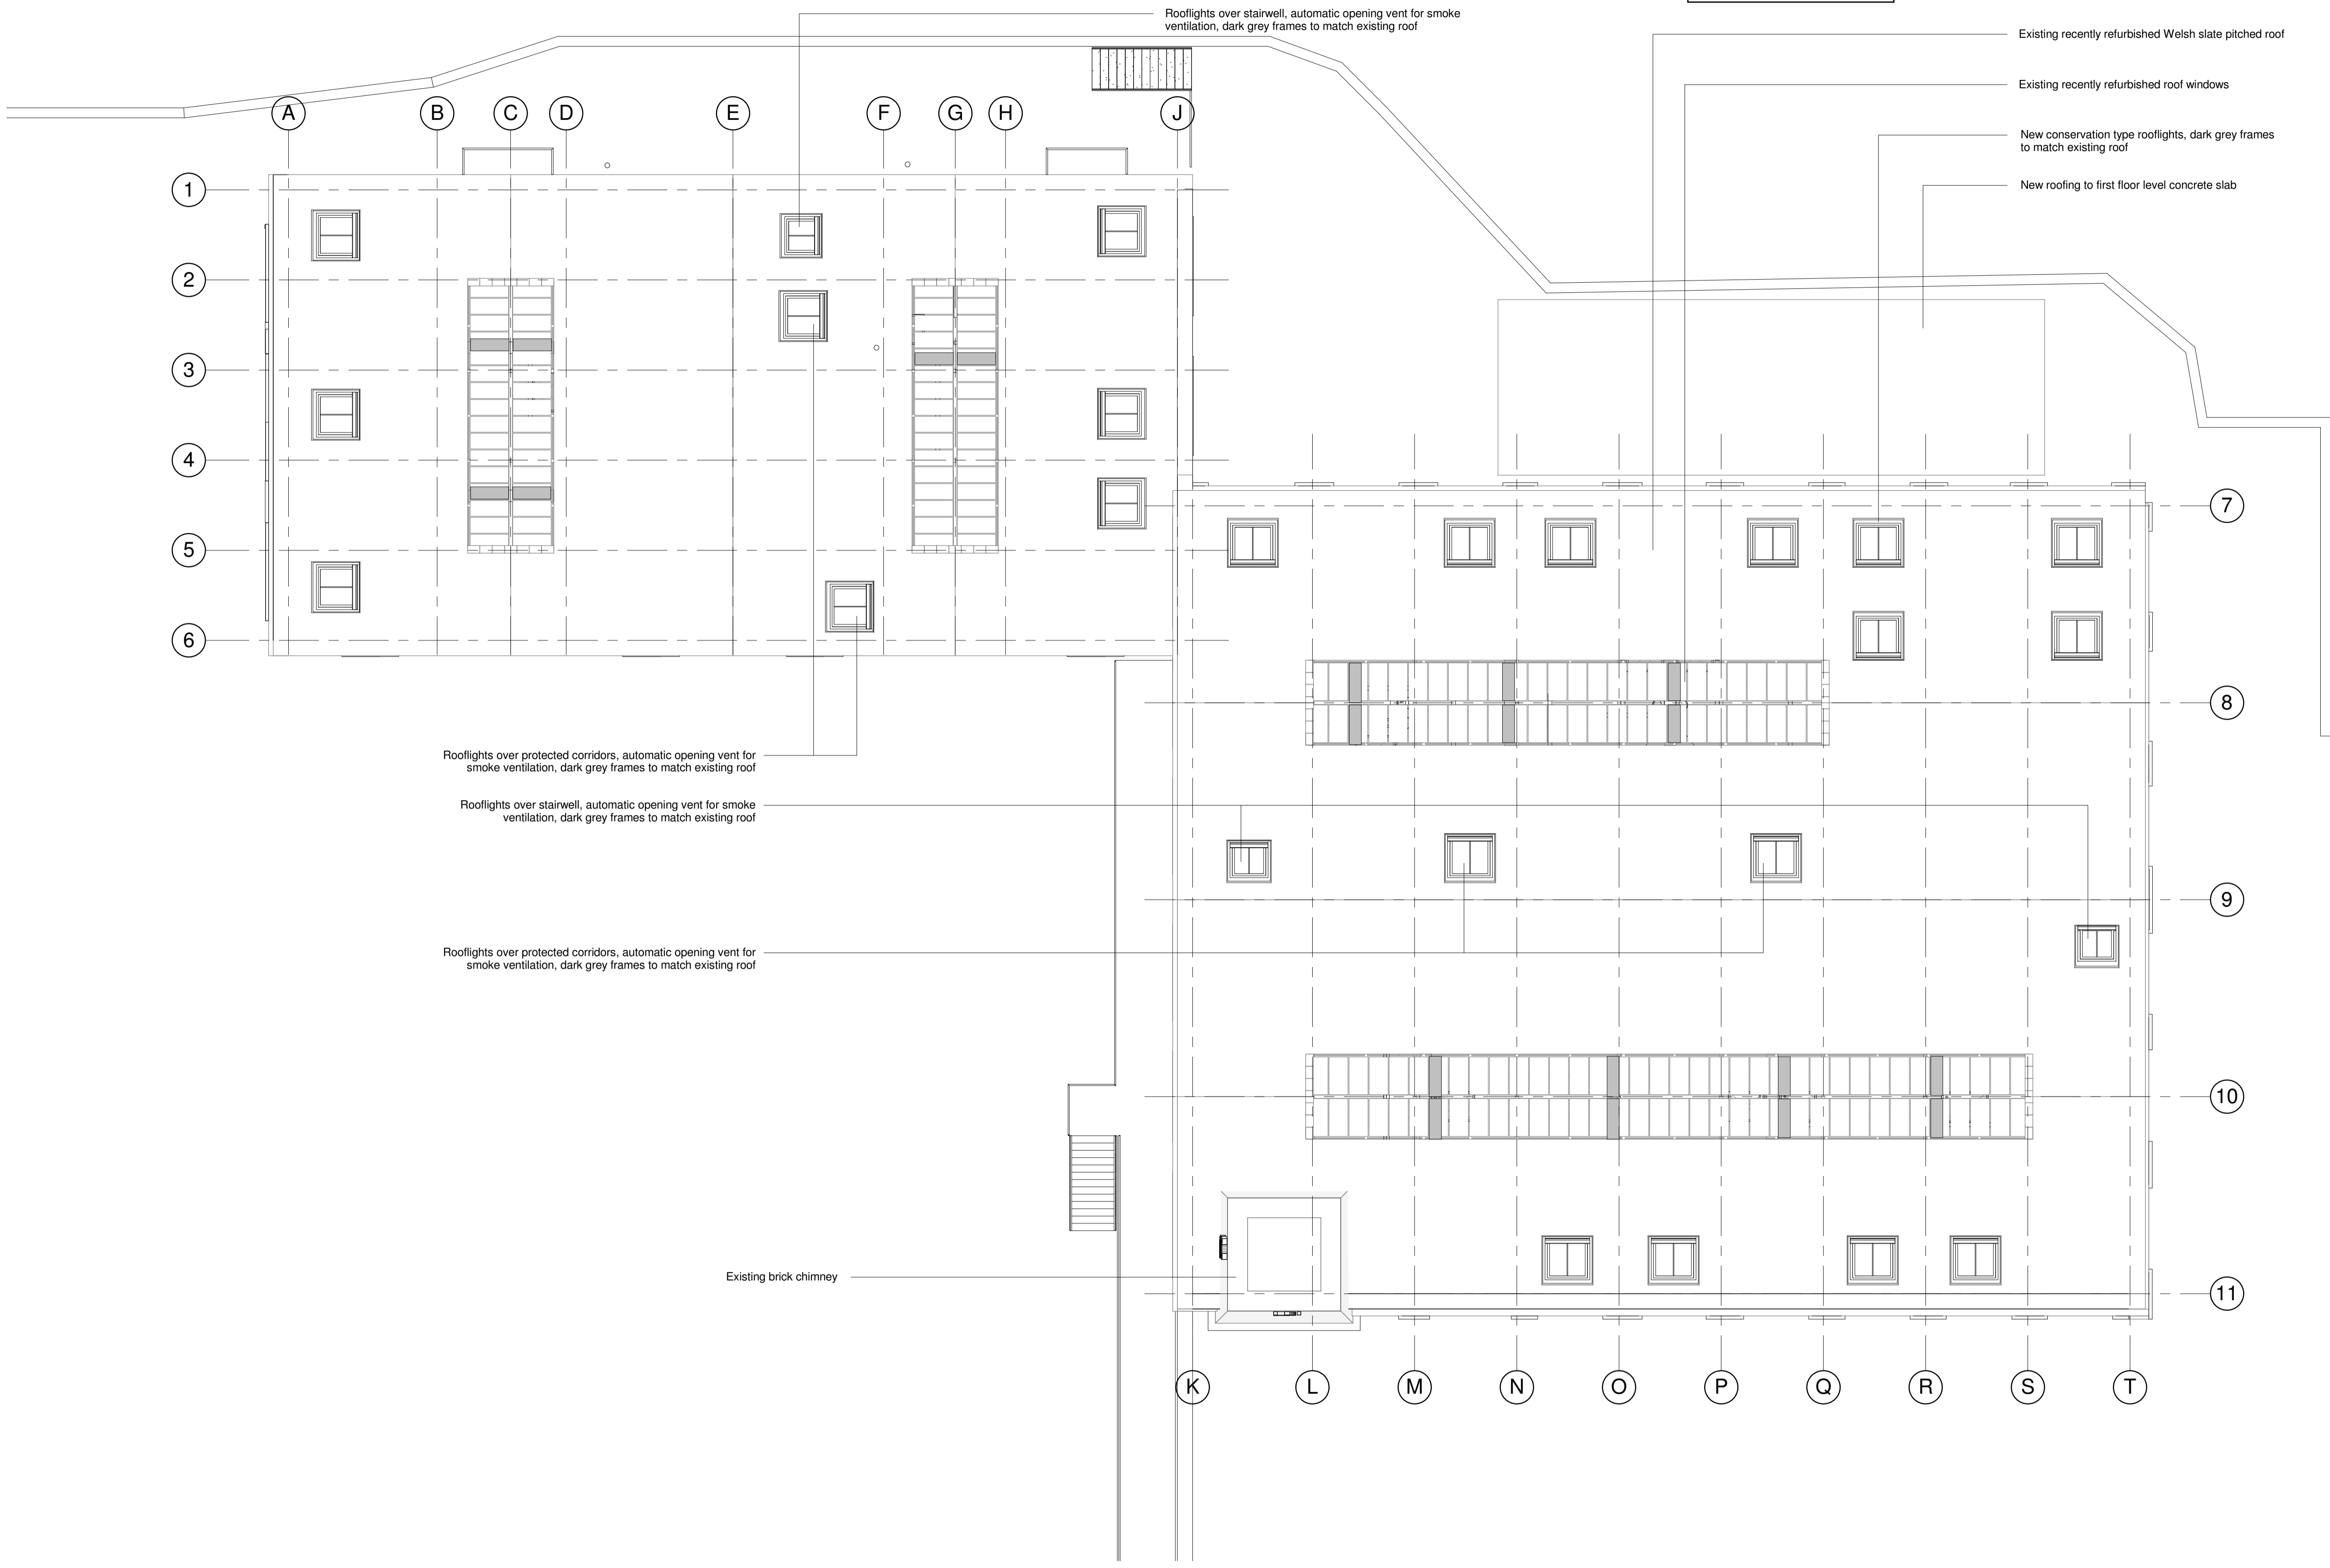 Rooflights over stairwell, automatic opening vent for smoke
ventilation, dark grey frames to match existing roof
Existing recently refurbished Welsh slate pitched roof
Existing recently refurbished roof windows
New conservation type rooflights, dark grey frames
to match existing roof
New roofing to first floor level concrete slab
A
B
C
D
E
F
G
H
J
1
2
3
4
5
6
7
8
9
10
11
Rooflights over protected corridors, automatic opening vent for
smoke ventilation, dark grey frames to match existing roof
Rooflights over stairwell, automatic opening vent for smoke
ventilation, dark grey frames to match existing roof
Rooflights over protected corridors, automatic opening vent for
smoke ventilation, dark grey frames to match existing roof
Existing brick chimney
K
L
M
N
O
P
Q
R
S
T